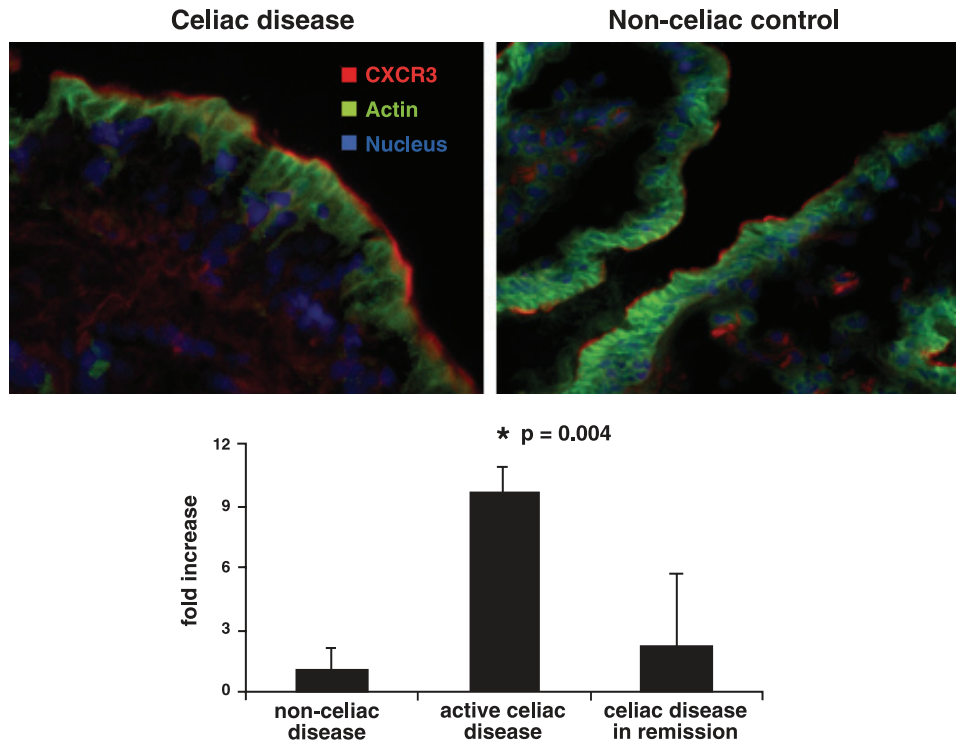 Celiac disease
Non-celiac control
CXCR3
Actin
Nucleus
* p = 0.004
fold increase
12
9
6
3
0
non-celiac
disease
active celiac
disease
celiac disease
in remission